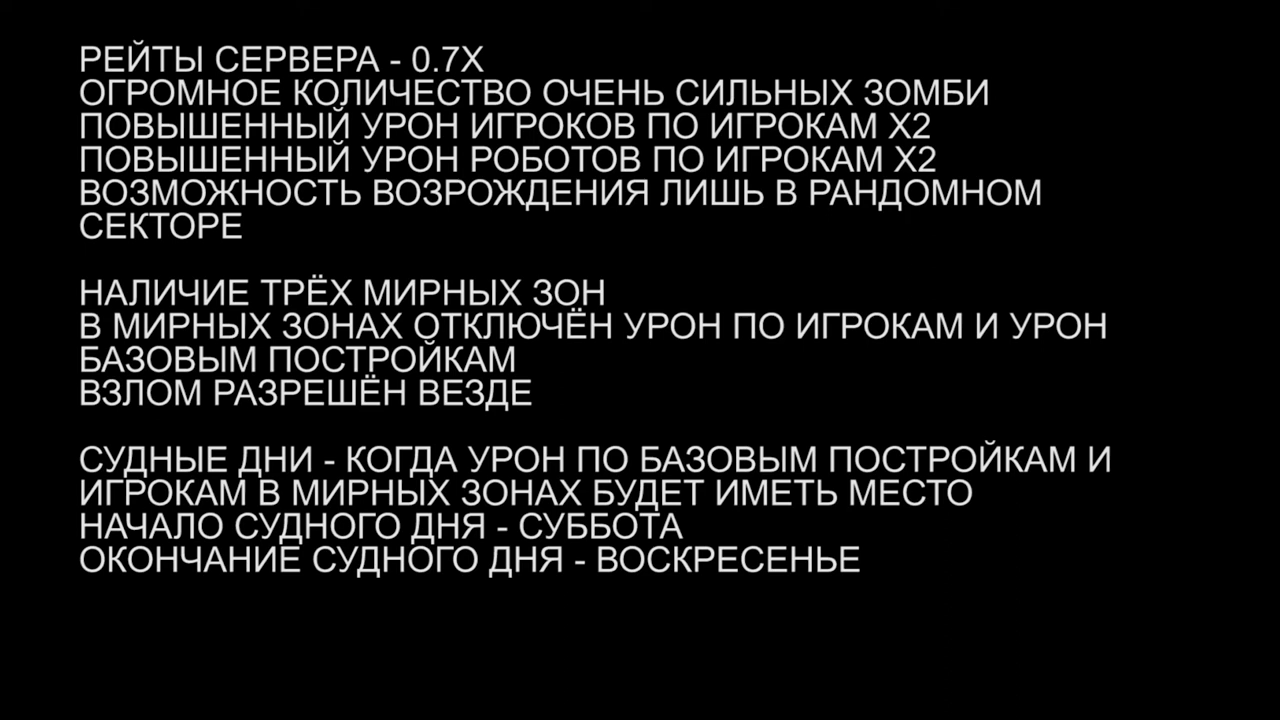 РЕЙТЫ СЕРВЕРА - 0.7X
ОГРОМНОЕ КОЛИЧЕСТВО ОЧЕНЬ СИЛЬНЫХ ЗОМБИ
ПОВЫШЕННЫЙ УРОН ИГРОКОВ ПО ИГРОКАМ X2
ПОВЫШЕННЫЙ УРОН РОБОТОВ ПО ИГРОКАМ X2
ВОЗМОЖНОСТЬ ВОЗРОЖДЕНИЯ ЛИШЬ В РАНДОМНОМ
СЕКТОРЕ
НАЛИЧИЕ ТРЁХ МИРНЫХ ЗОН
В МИРНЫХ ЗОНАХ ОТКЛЮЧЁН УРОН ПО ИГРОКАМ И УРОН
БАЗОВЫМ ПОСТРОЙКАМ
ВЗЛОМ РАЗРЕШЁН ВЕЗДЕ
СУДНЫЕ ДНИ - КОГДА УРОН ПО БАЗОВЫМ ПОСТРОЙКАМ И
ИГРОКАМ В МИРНЫХ ЗОНАХ БУДЕТ ИМЕТЬ МЕСТО
НАЧАЛО СУДНОГО ДНЯ - СУББОТА
ОКОНЧАНИЕ СУДНОГО ДНЯ - ВОСКРЕСЕНЬЕ